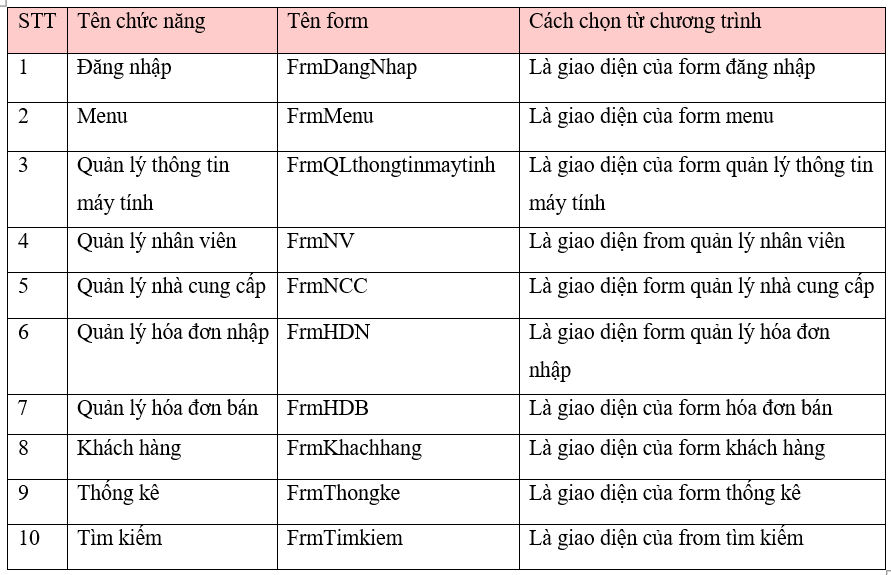 STT Tên chức năng Tên form Cách chọn từ chương trình
1 Đăng nhập FrmDangNhap Là giao diện của form đăng nhập
2 Menu FrmMenu Là giao diện của form menu
3 Quản lý thông tin FrmQLthongtinmaytinh Là giao diện của form quản lý thông tin
máy tính máy tính
4 Quản lý nhân viên FrmNV Là giao diện from quản lý nhân viên
5 Quản lý nhà cung cấp FrmNCC Là giao diện form quản lý nhà cung cấp
6 Quản lý hóa đơn nhập FrmHDN Là giao diện form quản lý hóa đơn
nhập
7 Quản lý hóa đơn bán FrmHDB Là giao diện của form hóa đơn bán
8 Khách hàng FrmKhachhang Là giao diện của form khách hàng
9 Thống kê FrmThongke Là giao diện của form thống kê
10 Tìm kiếm FrmTimkiem Là giao diện của from tìm kiếm